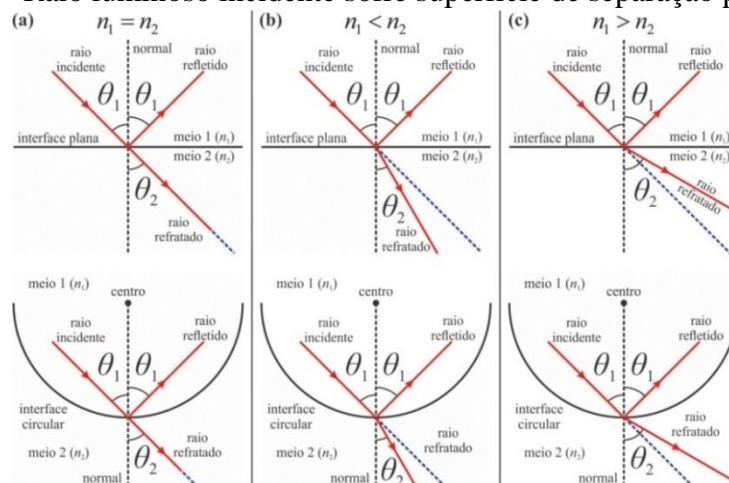 Raio luminoso incidente sobre superfície de separação p
(a) n₁ = n₂
normal
raio incidente
raio refletido
θ₁ θ₁
interface plana
meio 1 (n₁)
meio 2 (n₂)
θ₂
raio refratado
(b) n₁ < n₂
normal
raio incidente
raio refletido
θ₁ θ₁
meio 1 (n₁)
meio 2 (n₂)
θ₂
raio refratado
(c) n₁ > n₂
normal
raio incidente
raio refletido
θ₁ θ₁
interface plana
meio 1 (n₁)
meio 2 (n₂)
θ₂
raio refratado
meio 1 (n₁)
centro
raio incidente
raio refletido
θ₁ θ₁
interface circular
meio 2 (n₂)
θ₂
raio refratado
normal
meio 1 (n₁)
centro
raio incidente
raio refletido
θ₁ θ₁
interface circular
meio 2 (n₂)
θ₂
raio refratado
normal
meio 1 (n₁)
centro
raio incidente
raio refletido
θ₁ θ₁
interface circular
meio 2 (n₂)
θ₂
raio refratado
normal